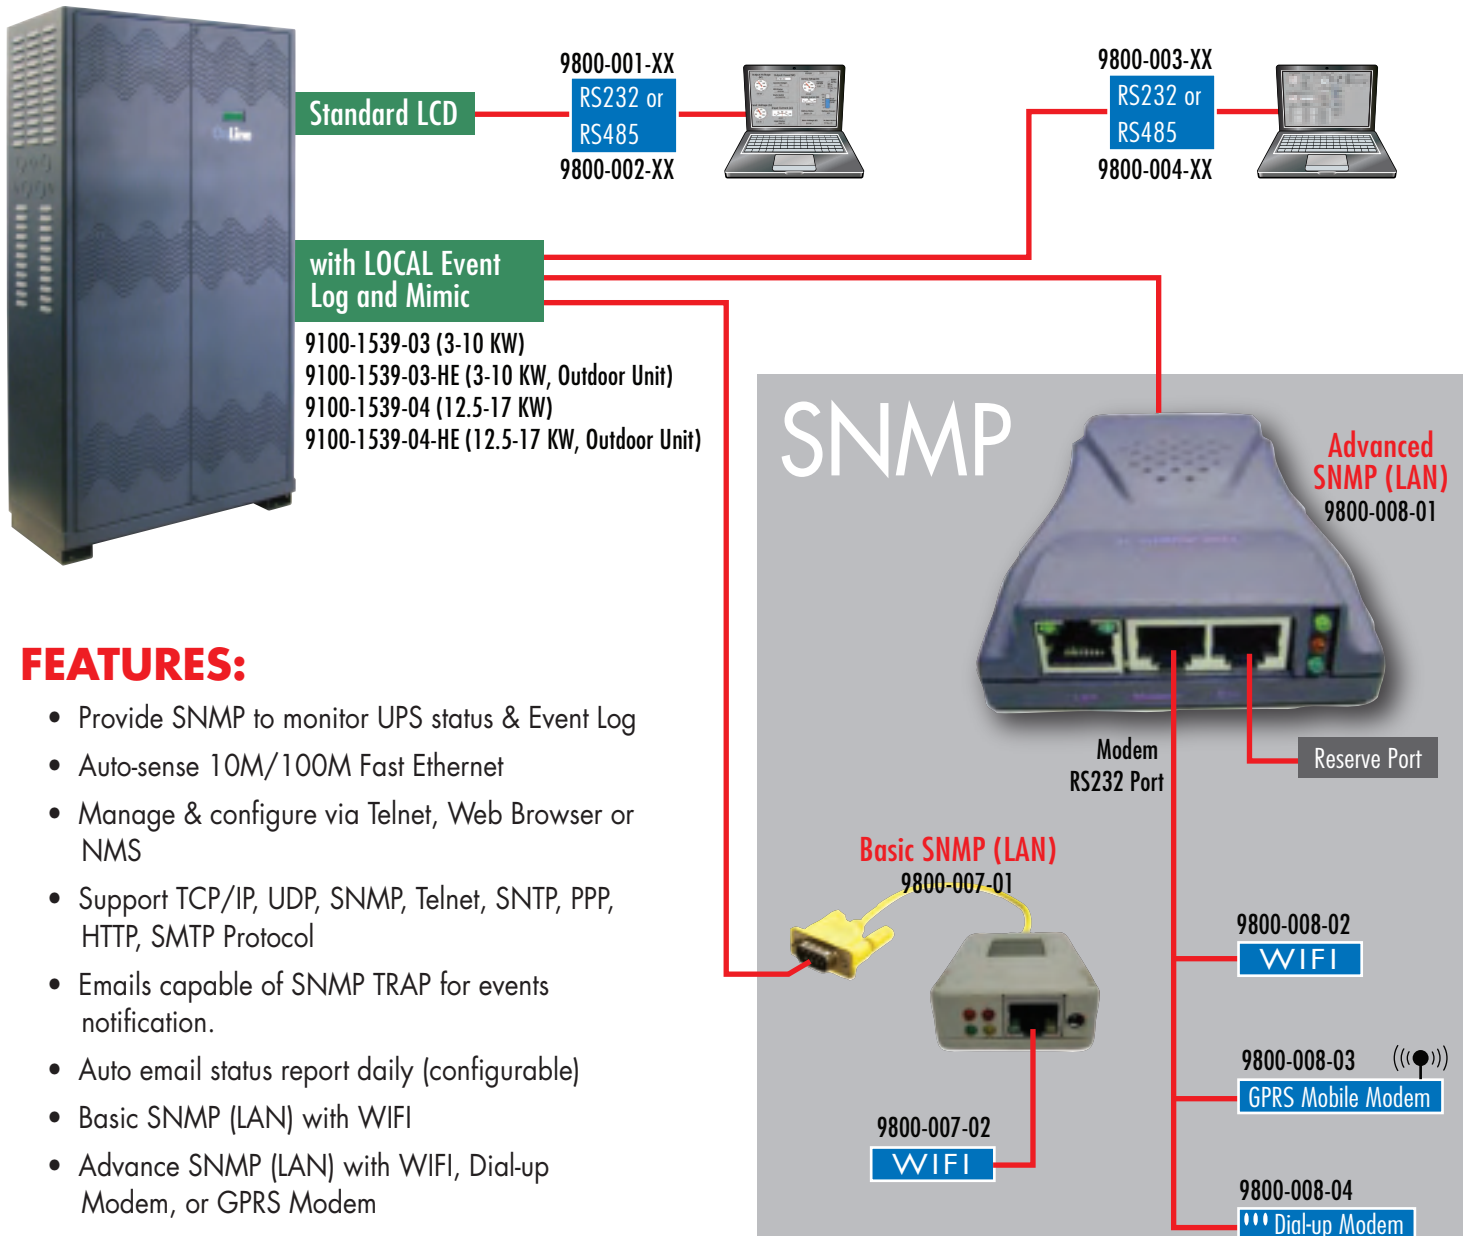 9800-001-XX
RS232 or
RS485
9800-002-XX
9800-003-XX
RS232 or
RS485
9800-004-XX
Standard LCD
with LOCAL Event
Log and Mimic
9100-1539-03 (3-10 KW)
9100-1539-03-HE (3-10 KW, Outdoor Unit)
9100-1539-04 (12.5-17 KW)
9100-1539-04-HE (12.5-17 KW, Outdoor Unit)
SNMP
Advanced
SNMP (LAN)
9800-008-01
Modem
RS232 Port
Reserve Port
Basic SNMP (LAN)
9800-007-01
9800-007-02
WIFI
9800-008-02
WIFI
9800-008-03
GPRS Mobile Modem
9800-008-04
Dial-up Modem
FEATURES:
• Provide SNMP to monitor UPS status & Event Log
• Auto-sense 10M/100M Fast Ethernet
• Manage & configure via Telnet, Web Browser or
NMS
• Support TCP/IP, UDP, SNMP, Telnet, SNTP, PPP,
HTTP, SMTP Protocol
• Emails capable of SNMP TRAP for events
notification.
• Auto email status report daily (configurable)
• Basic SNMP (LAN) with WIFI
• Advance SNMP (LAN) with WIFI, Dial-up
Modem, or GPRS Modem